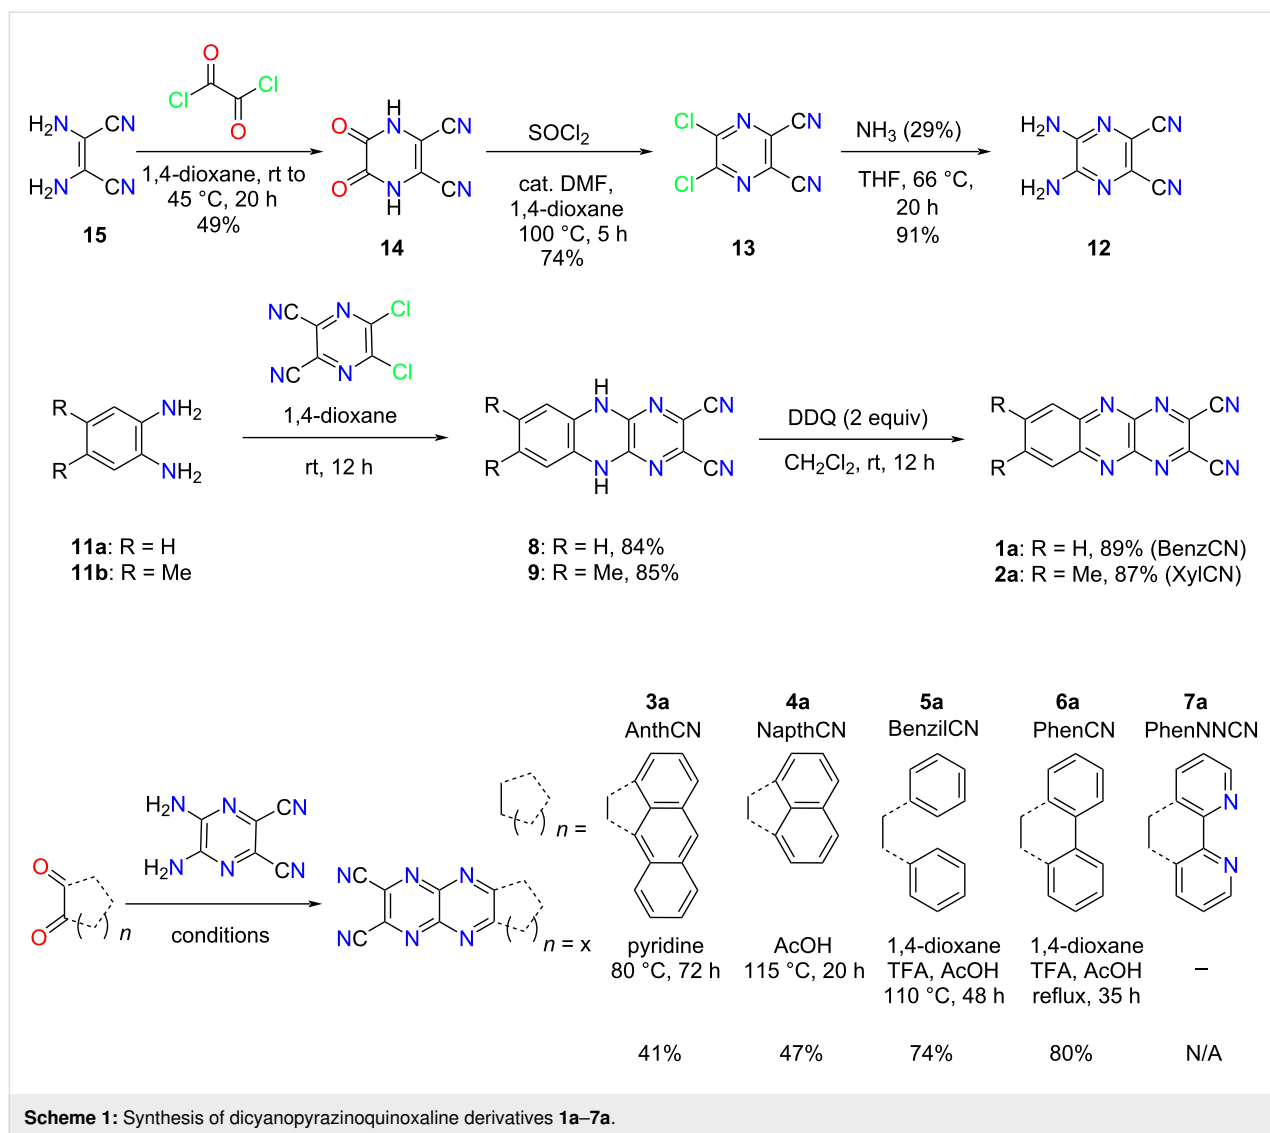 O
Cl
Cl
O
H2N CN
H2N CN
15
1,4-dioxane, rt to
45 °C, 20 h
49%
H
O N CN
O N CN
H
14
SOCl2
cat. DMF,
1,4-dioxane
100 °C, 5 h
74%
Cl N CN
Cl N CN
13
NH3 (29%)
THF, 66 °C,
20 h
91%
H2N N CN
H2N N CN
12
R NH2
R NH2
11a: R = H
11b: R = Me
NC N Cl
NC N Cl
1,4-dioxane
rt, 12 h
H
R N N CN
R N N CN
H
8: R = H, 84%
9: R = Me, 85%
DDQ (2 equiv)
CH2Cl2, rt, 12 h
R N N CN
R N N CN
1a: R = H, 89% (BenzCN)
2a: R = Me, 87% (XylCN)
O
O
( ) n
H2N N CN
H2N N CN
conditions
NC N N
NC N N
( ) n = x
( ) n =
3a
AnthCN
pyridine
80 °C, 72 h
41%
4a
NapthCN
AcOH
115 °C, 20 h
47%
5a
BenzilCN
1,4-dioxane
TFA, AcOH
110 °C, 48 h
74%
6a
PhenCN
1,4-dioxane
TFA, AcOH
reflux, 35 h
80%
7a
PhenNNCN
N
N
–
N/A
Scheme 1: Synthesis of dicyanopyrazinoquinoxaline derivatives 1a–7a.